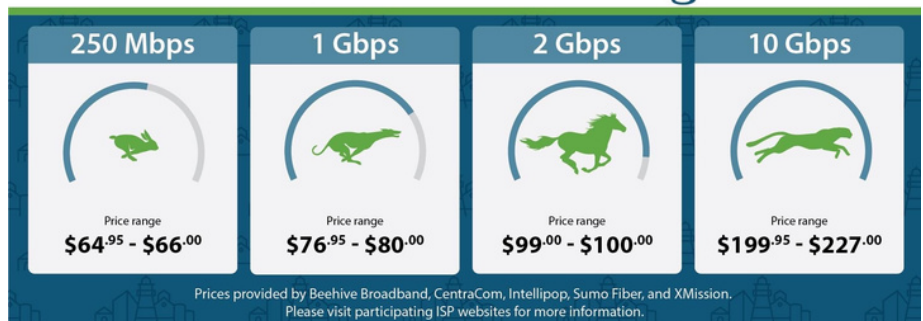 250 Mbps
Price range
$64.95 - $66.00
1 Gbps
Price range
$76.95 - $80.00
2 Gbps
Price range
$99.00 - $100.00
10 Gbps
Price range
$199.95 - $227.00
Prices provided by Beehive Broadband, CentraCom, Intellipop, Sumo Fiber, and XMission.
Please visit participating ISP websites for more information.